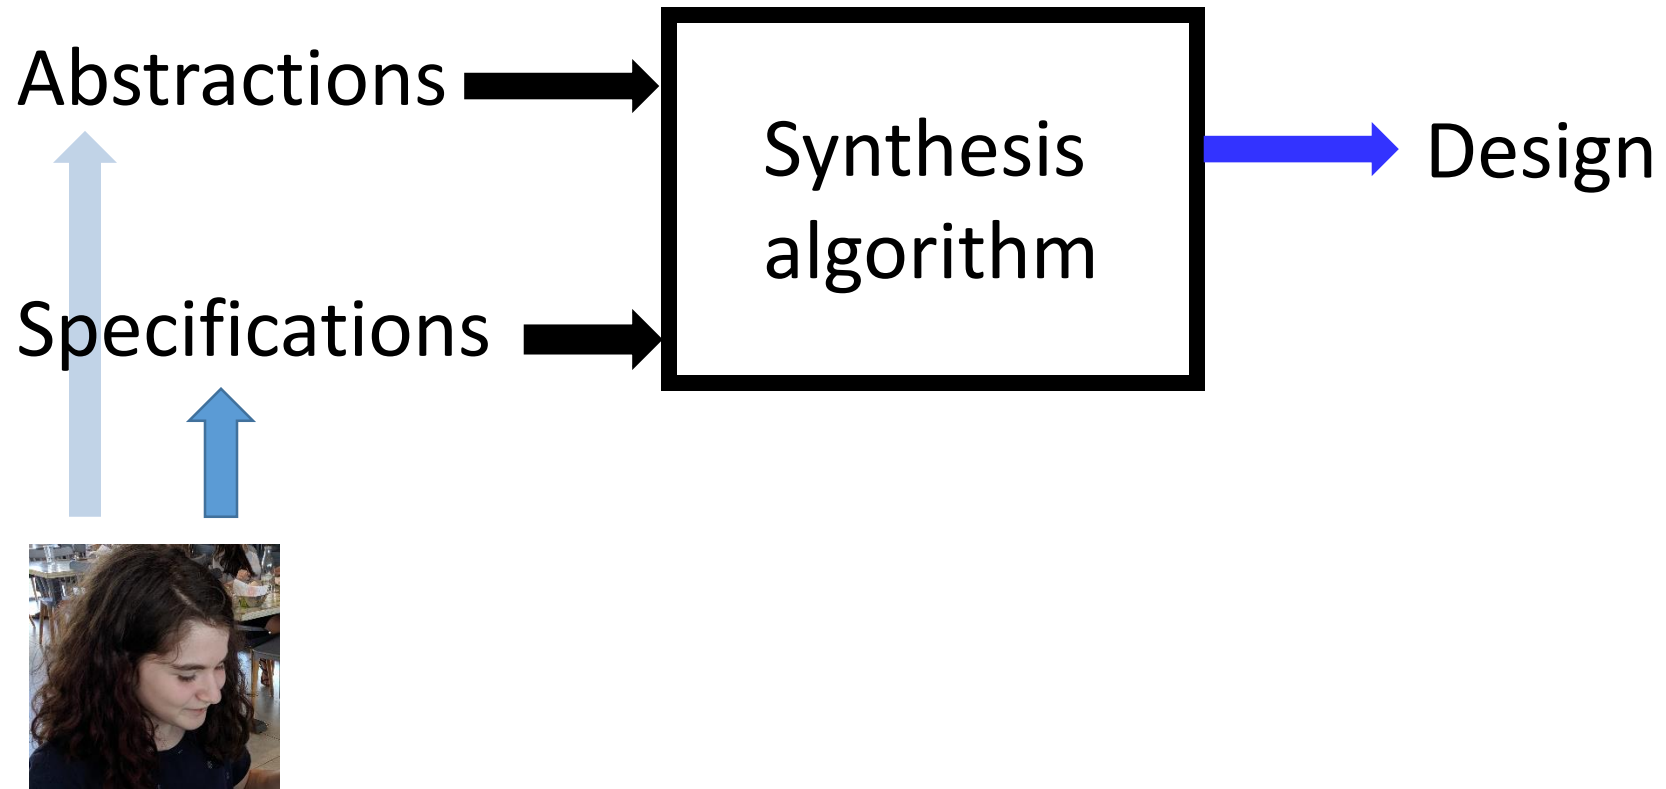 Abstractions
Synthesis
algorithm
Design
Specifications